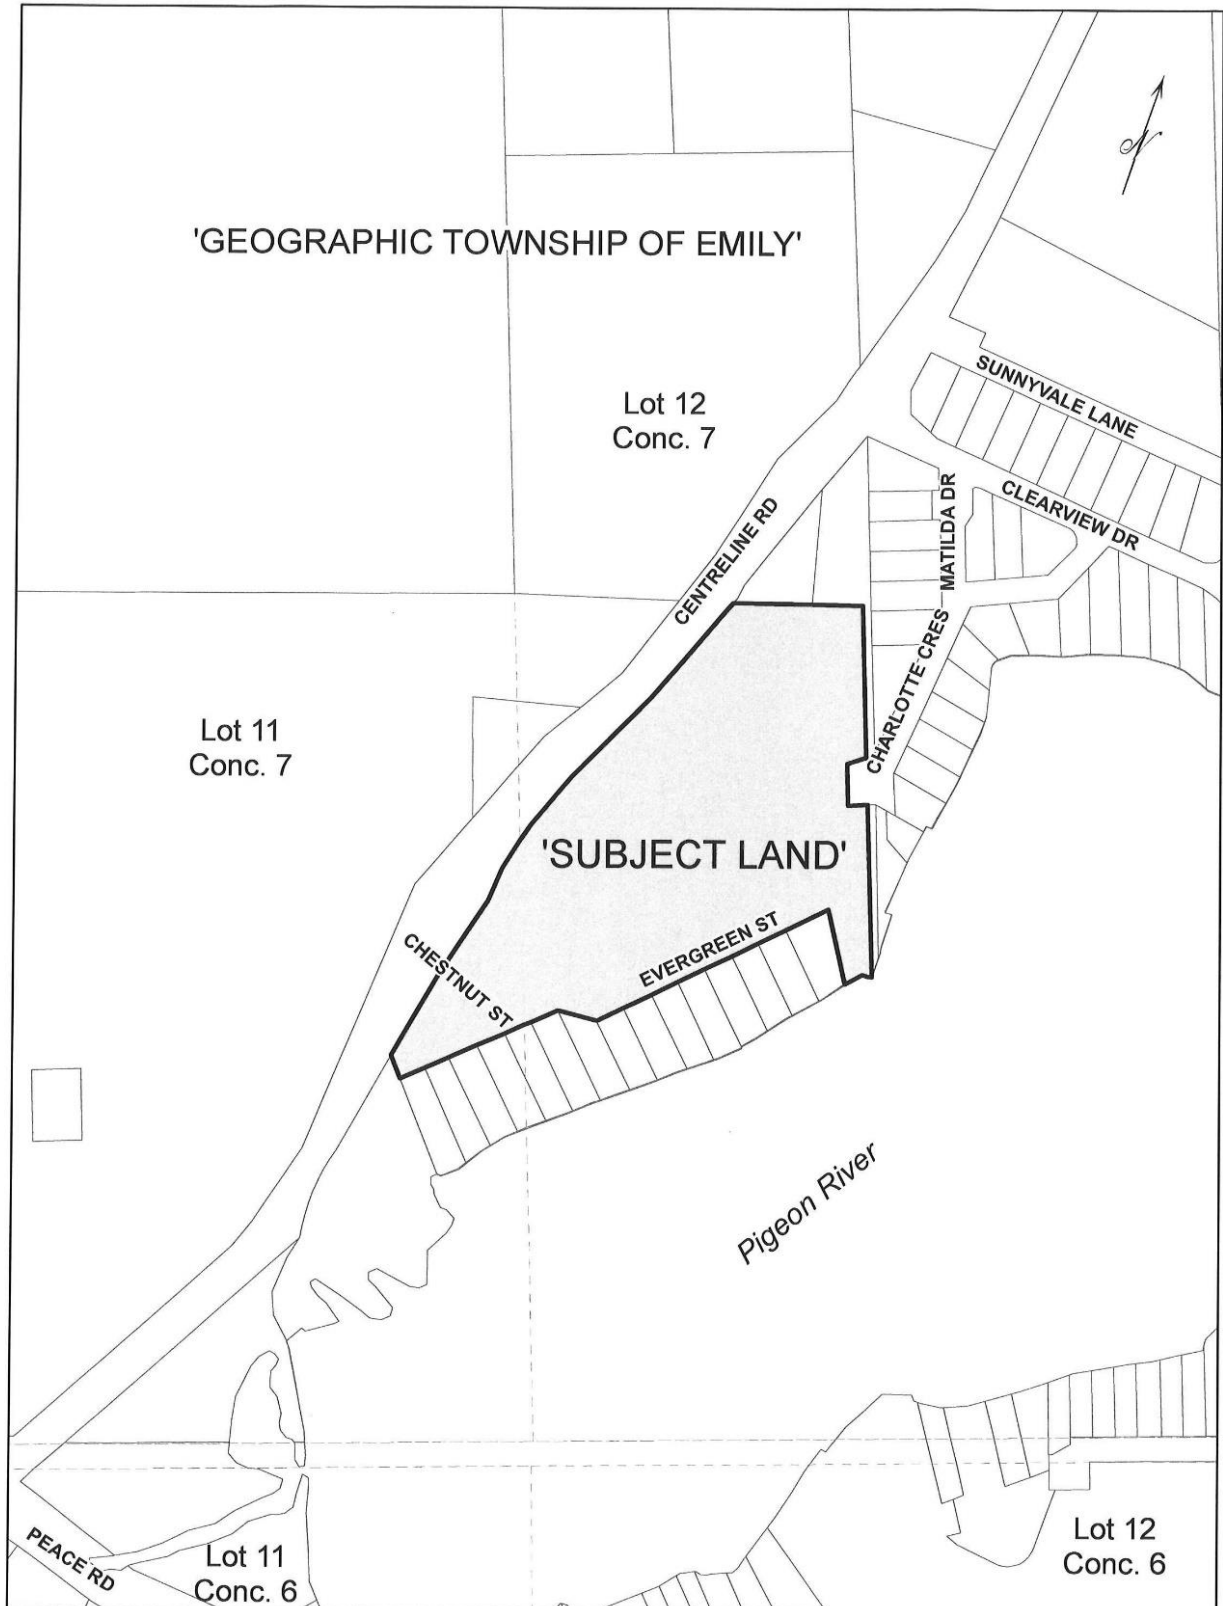 N
'GEOGRAPHIC TOWNSHIP OF EMILY'
SUNNYVALE LANE
Lot 12
Conc. 7
CLEARVIEW DR
MATILDA DR
CENTRELINE RD
CHARLOTTE CRES
Lot 11
Conc. 7
'SUBJECT LAND'
EVERGREEN ST
CHESTNUT ST
Pigeon River
PEACE RD
Lot 11
Conc. 6
Lot 12
Conc. 6